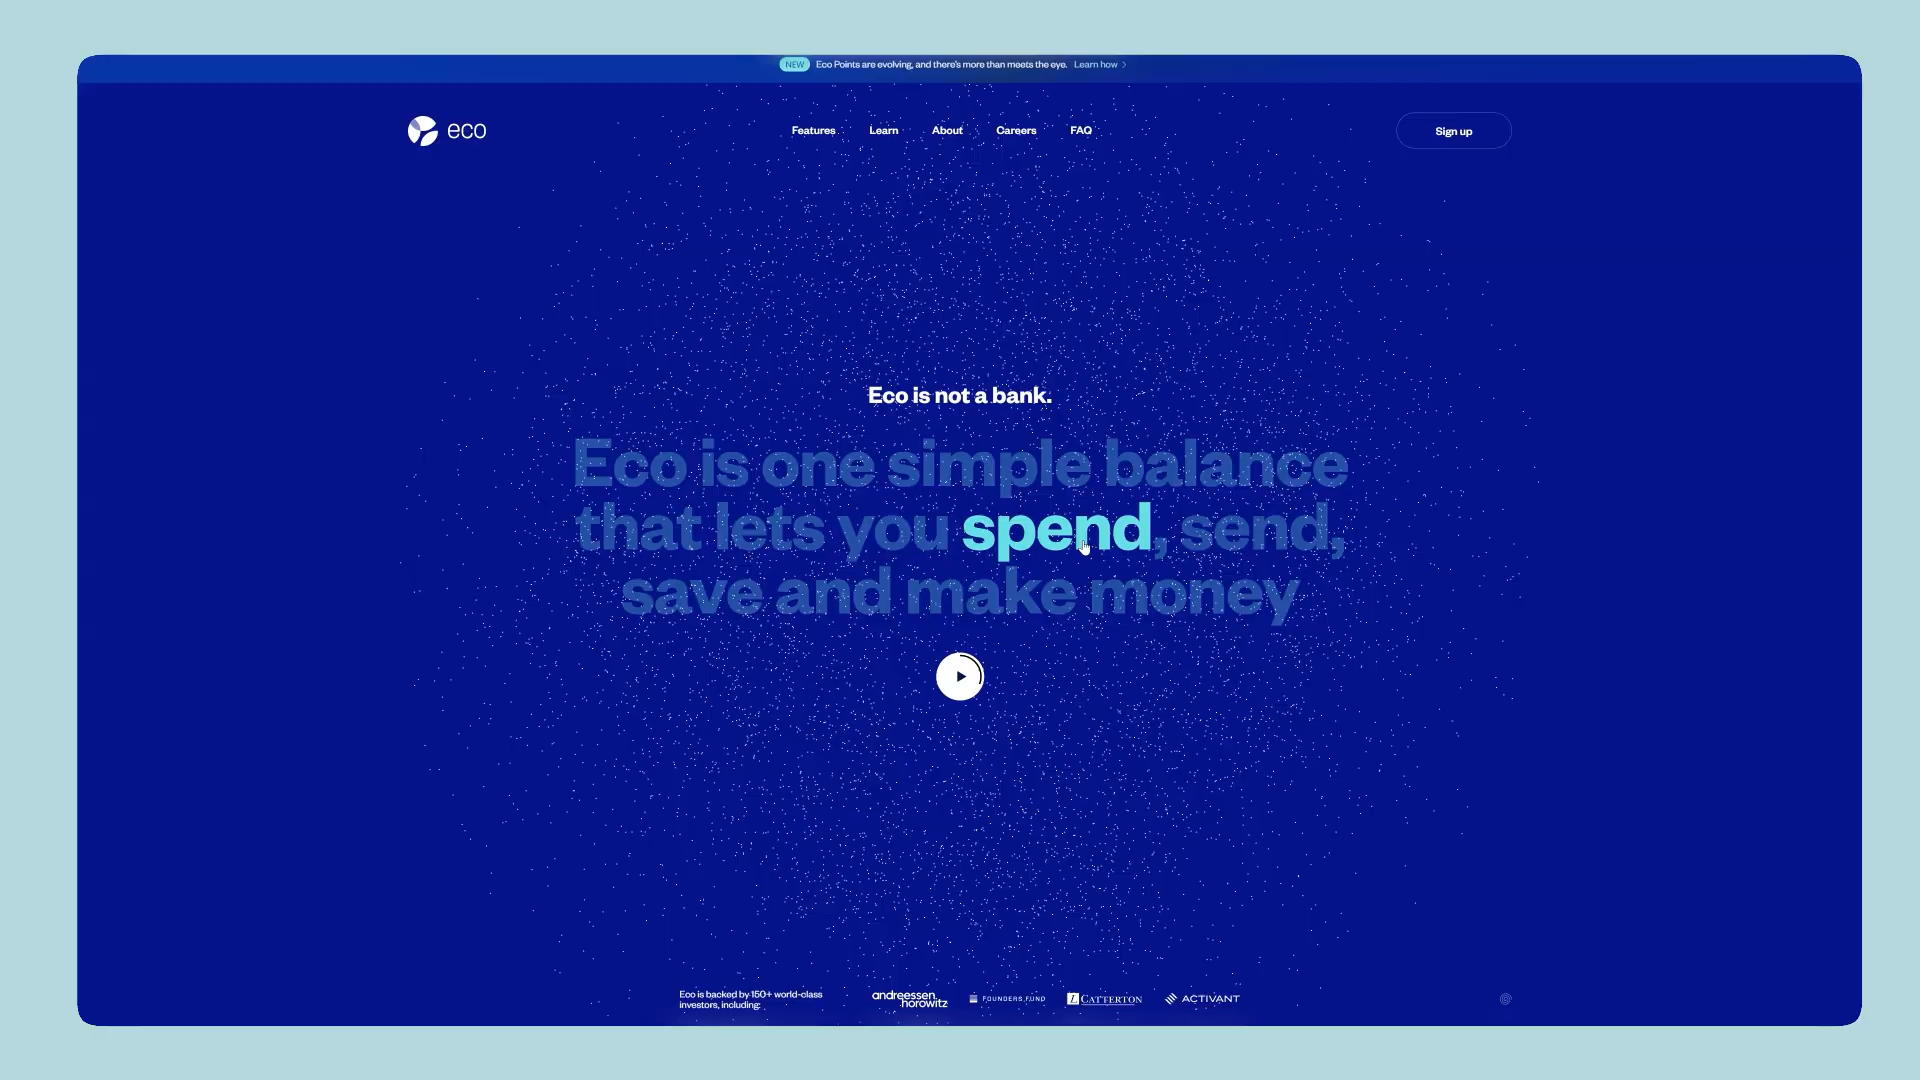 NEW Eco Points are evolving, and there's more than meets the eye. Learn how
eco
Features Learn About Careers FAQ
Sign up
Eco is not a bank.
Eco is one simple balance
that lets you spend, send,
save and make money
Eco is backed by 150+ world-class
investors, including:
andreessen.
horowitz
FOUNDERS FUND
L CATTERTON
ACTIVANT